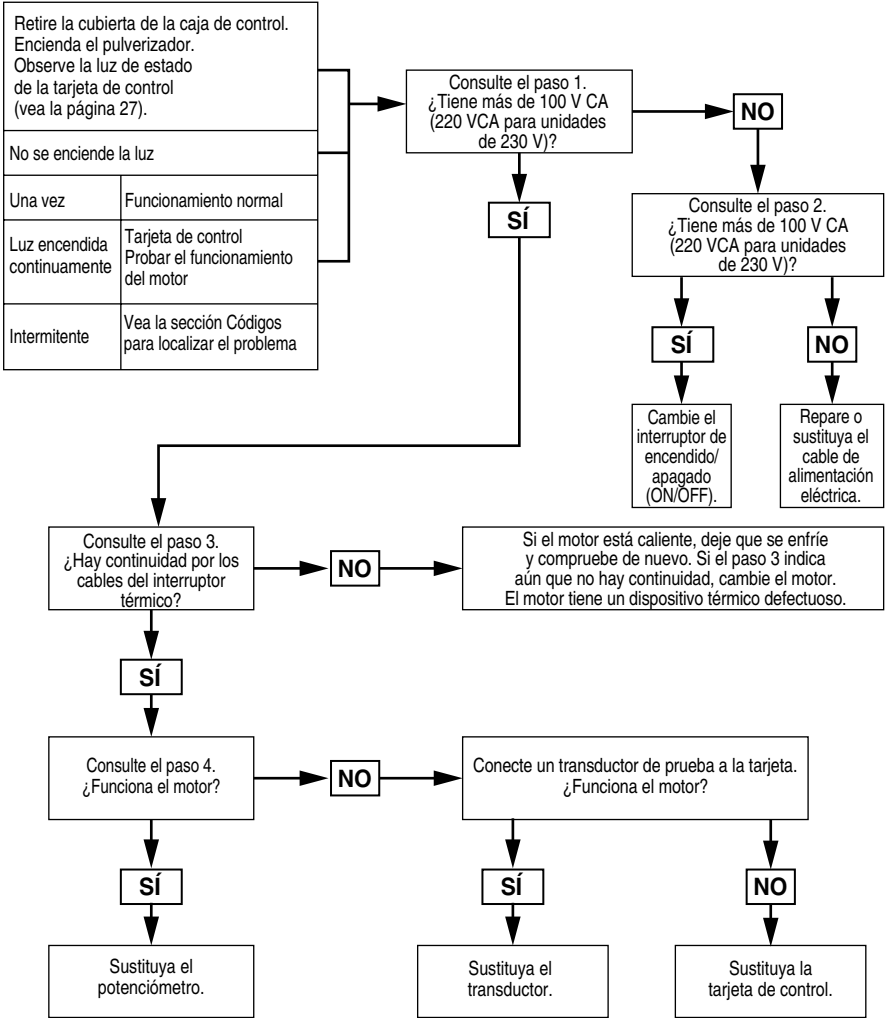 Retire la cubierta de la caja de control.
Encienda el pulverizador.
Observe la luz de estado
de la tarjeta de control
(vea la página 27).
No se enciende la luz
Una vez
Funcionamiento normal
Luz encendida
continuamente
Tarjeta de control
Probar el funcionamiento
del motor
Intermitente
Vea la sección Códigos
para localizar el problema
Consulte el paso 1.
¿Tiene más de 100 V CA
(220 VCA para unidades
de 230 V)?
NO
SÍ
Consulte el paso 2.
¿Tiene más de 100 V CA
(220 VCA para unidades
de 230 V)?
SÍ
NO
Cambie el
interruptor de
encendido/
apagado
(ON/OFF).
Repare o
sustituya el
cable de
alimentación
eléctrica.
Consulte el paso 3.
¿Hay continuidad por los
cables del interruptor
térmico?
NO
Si el motor está caliente, deje que se enfríe
y compruebe de nuevo. Si el paso 3 indica
aún que no hay continuidad, cambie el motor.
El motor tiene un dispositivo térmico defectuoso.
SÍ
Consulte el paso 4.
¿Funciona el motor?
NO
Conecte un transductor de prueba a la tarjeta.
¿Funciona el motor?
SÍ
SÍ
NO
Sustituya el
potenciómetro.
Sustituya el
transductor.
Sustituya la
tarjeta de control.